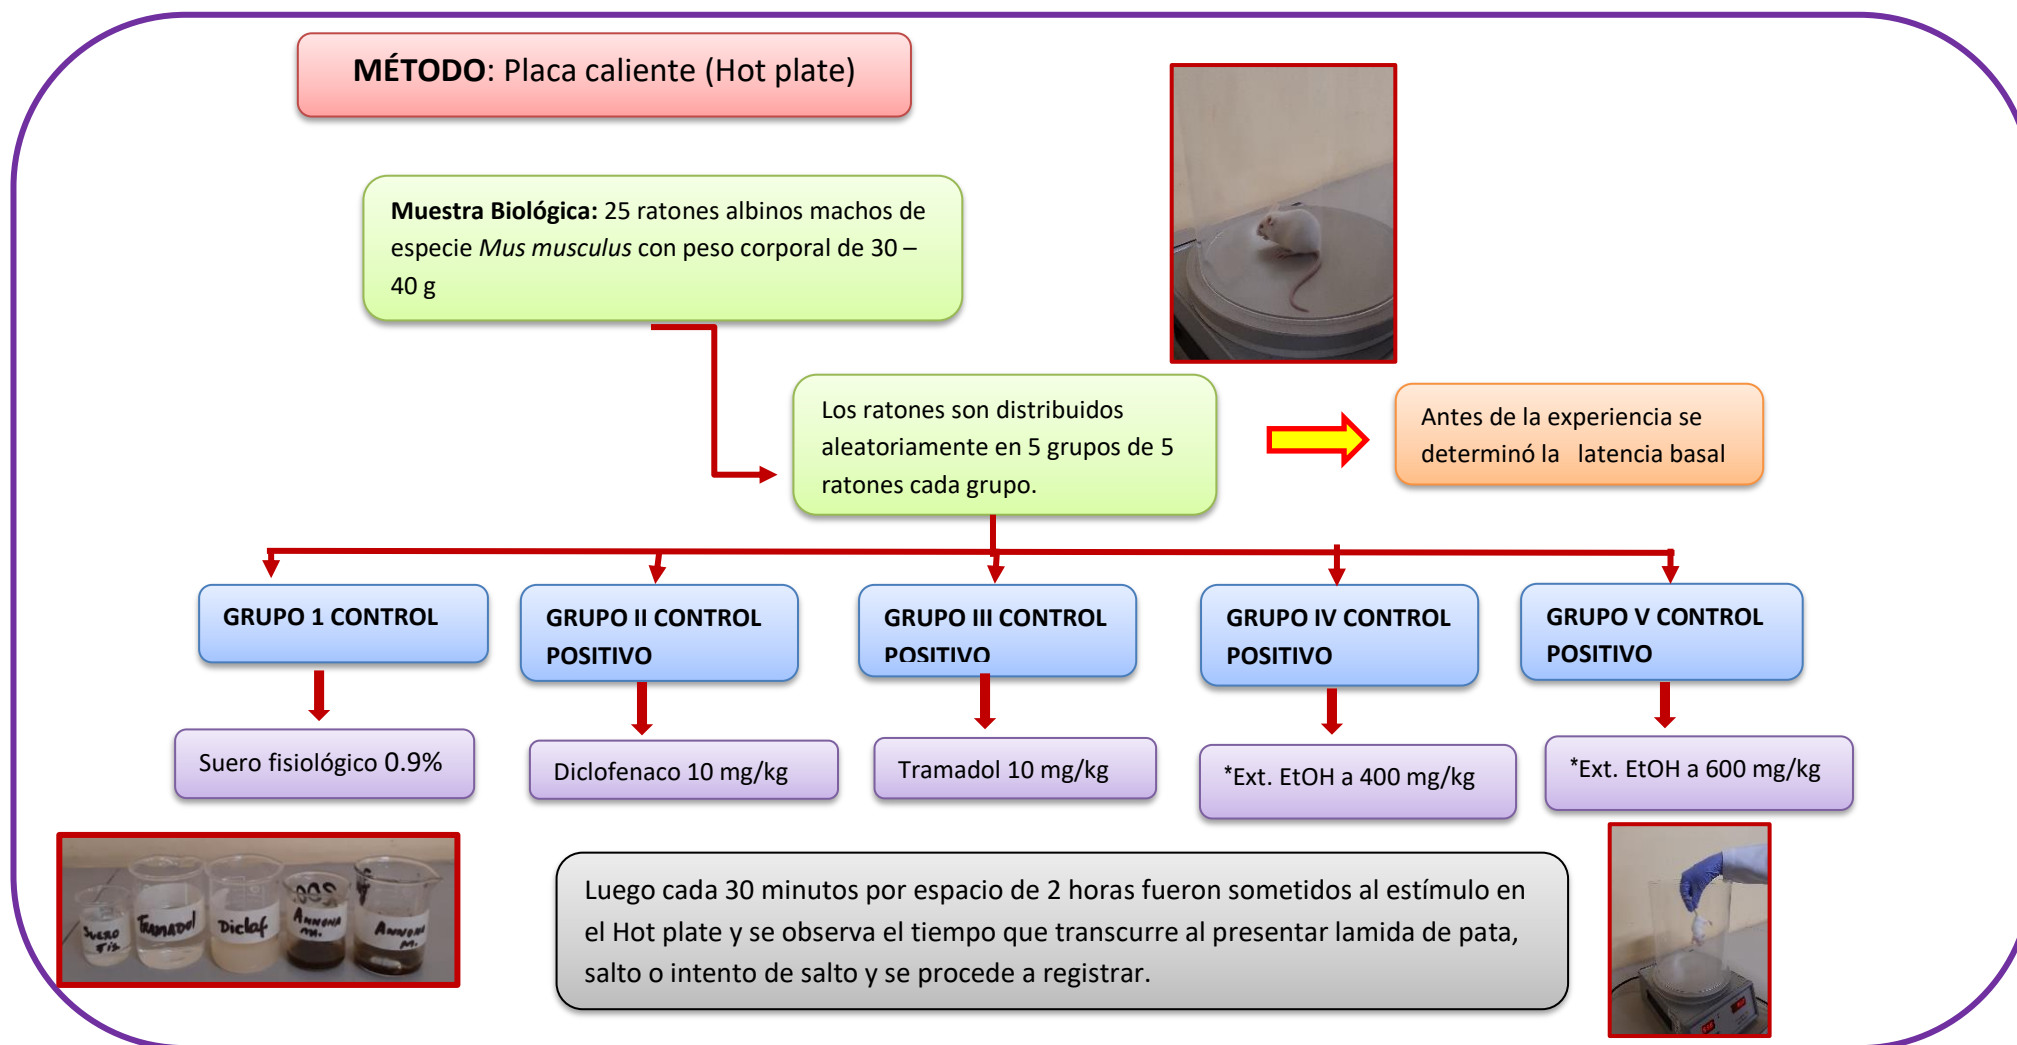 MÉTODO: Placa caliente (Hot plate)
Muestra Biológica: 25 ratones albinos machos de
especie Mus musculus con peso corporal de 30 –
40 g
Los ratones son distribuidos
aleatoriamente en 5 grupos de 5
ratones cada grupo.
Antes de la experiencia se
determinó la latencia basal
GRUPO 1 CONTROL
GRUPO II CONTROL
POSITIVO
GRUPO III CONTROL
POSITIVO
GRUPO IV CONTROL
POSITIVO
GRUPO V CONTROL
POSITIVO
Suero fisiológico 0.9%
Diclofenaco 10 mg/kg
Tramadol 10 mg/kg
*Ext. EtOH a 400 mg/kg
*Ext. EtOH a 600 mg/kg
SUERO
Fis
TRAMADOL
Diclof
ANNONA
M.
ANNONA
M.
Luego cada 30 minutos por espacio de 2 horas fueron sometidos al estímulo en
el Hot plate y se observa el tiempo que transcurre al presentar lamida de pata,
salto o intento de salto y se procede a registrar.